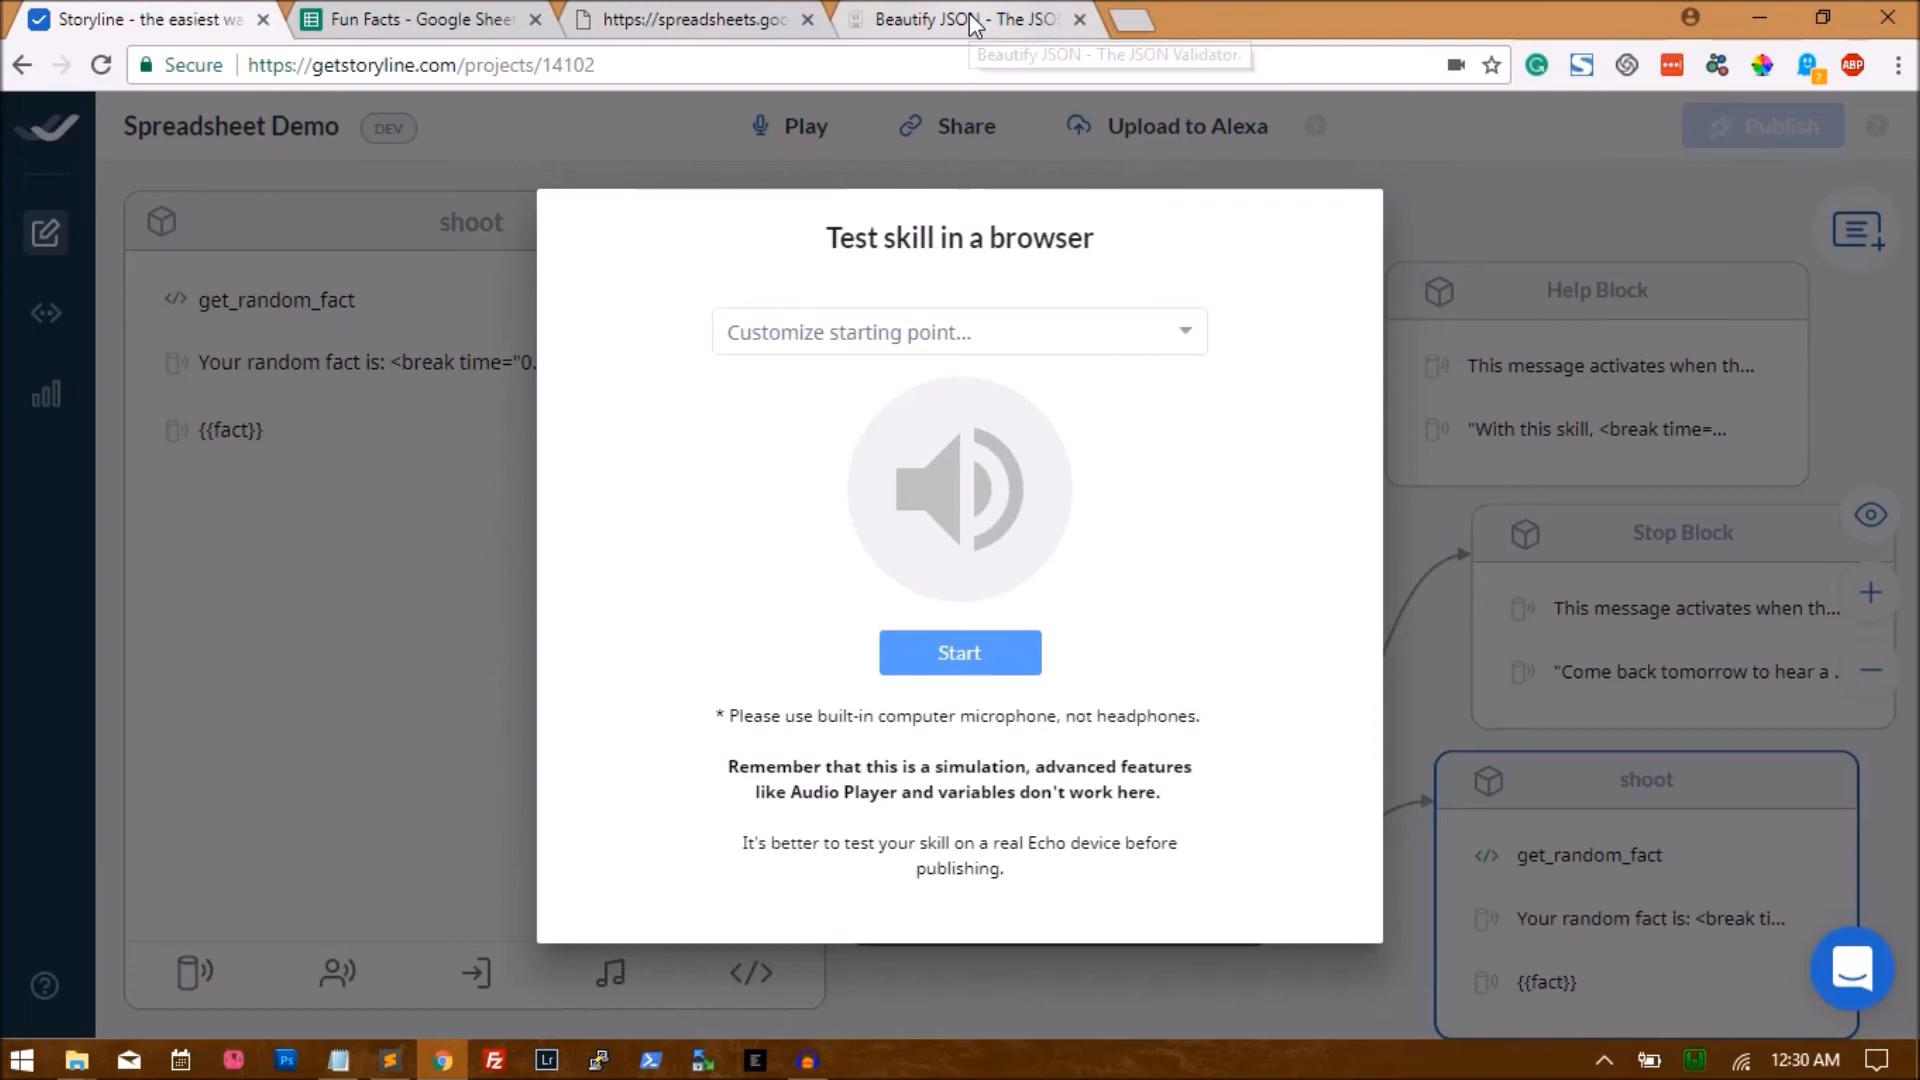 Storyline - the easiest wa
Fun Facts - Google Sheet
https://spreadsheets.goo
Beautify JSON - The JSO
Secure
https://getstoryline.com/projects/14102
Beautify JSON - The JSON Validator.
ABP
Spreadsheet Demo
DEV
Play
Share
Upload to Alexa
Publish
shoot
get_random_fact
Your random fact is: <break time="0.
{{fact}}
Test skill in a browser
Customize starting point...
Start
* Please use built-in computer microphone, not headphones.
Remember that this is a simulation, advanced features
like Audio Player and variables don't work here.
It's better to test your skill on a real Echo device before
publishing.
Help Block
This message activates when th...
"With this skill, <break time=...
Stop Block
This message activates when th...
"Come back tomorrow to hear a .
shoot
get_random_fact
Your random fact is: <break ti...
{{fact}}
Ps
Fz
Lr
E
12:30 AM